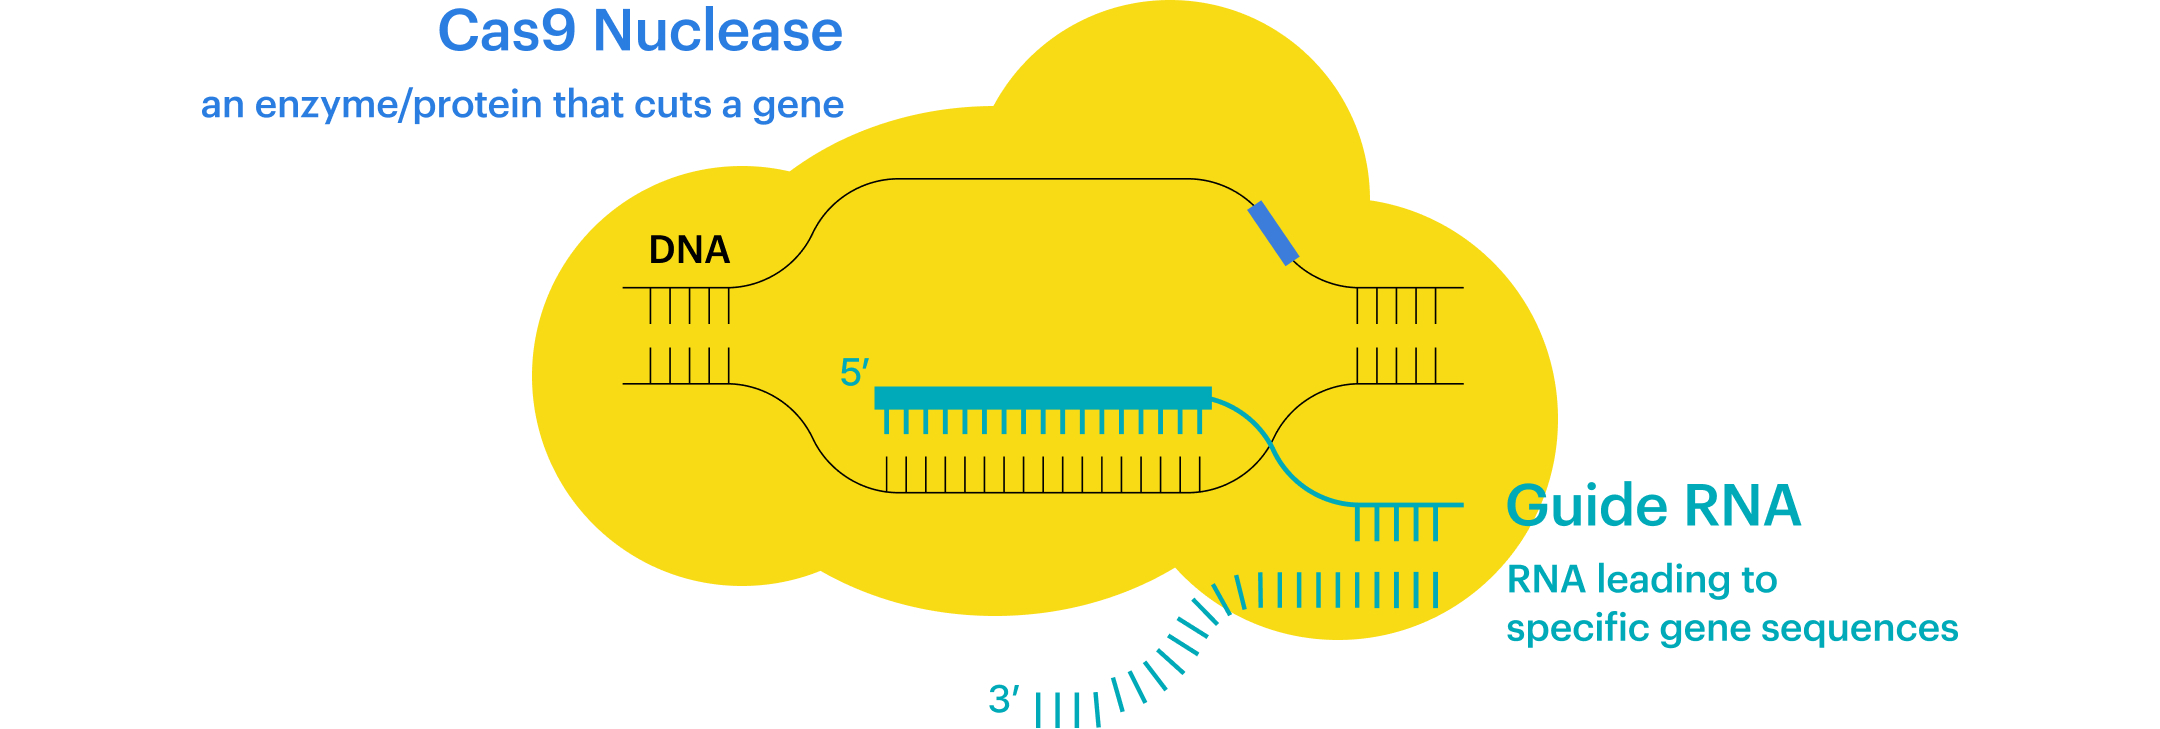 Cas9 Nuclease
an enzyme/protein that cuts a gene
DNA
5′
Guide RNA
RNA leading to
specific gene sequences
3′